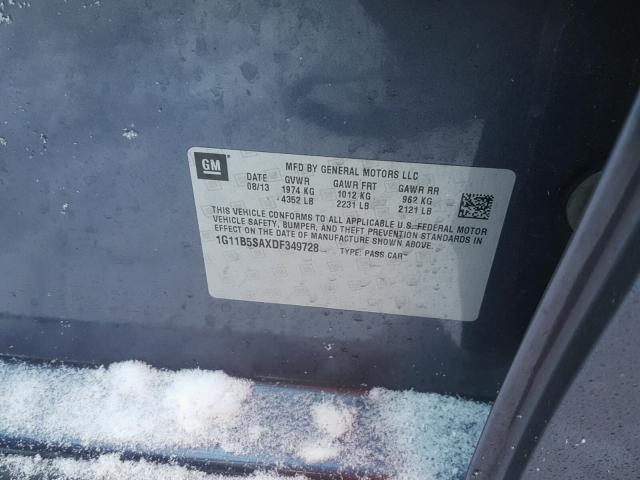 GM
MFD BY GENERAL MOTORS LLC
DATE GVWR GAWR FRT GAWR RR
08/13 1974 KG 1012 KG 962 KG
4352 LB 2231 LB 2121 LB
THIS VEHICLE CONFORMS TO ALL APPLICABLE U.S. FEDERAL MOTOR
VEHICLE SAFETY, BUMPER, AND THEFT PREVENTION STANDARDS IN
EFFECT ON THE DATE OF MANUFACTURE SHOWN ABOVE.
1G11B5SAXDF349728 TYPE: PASS CAR